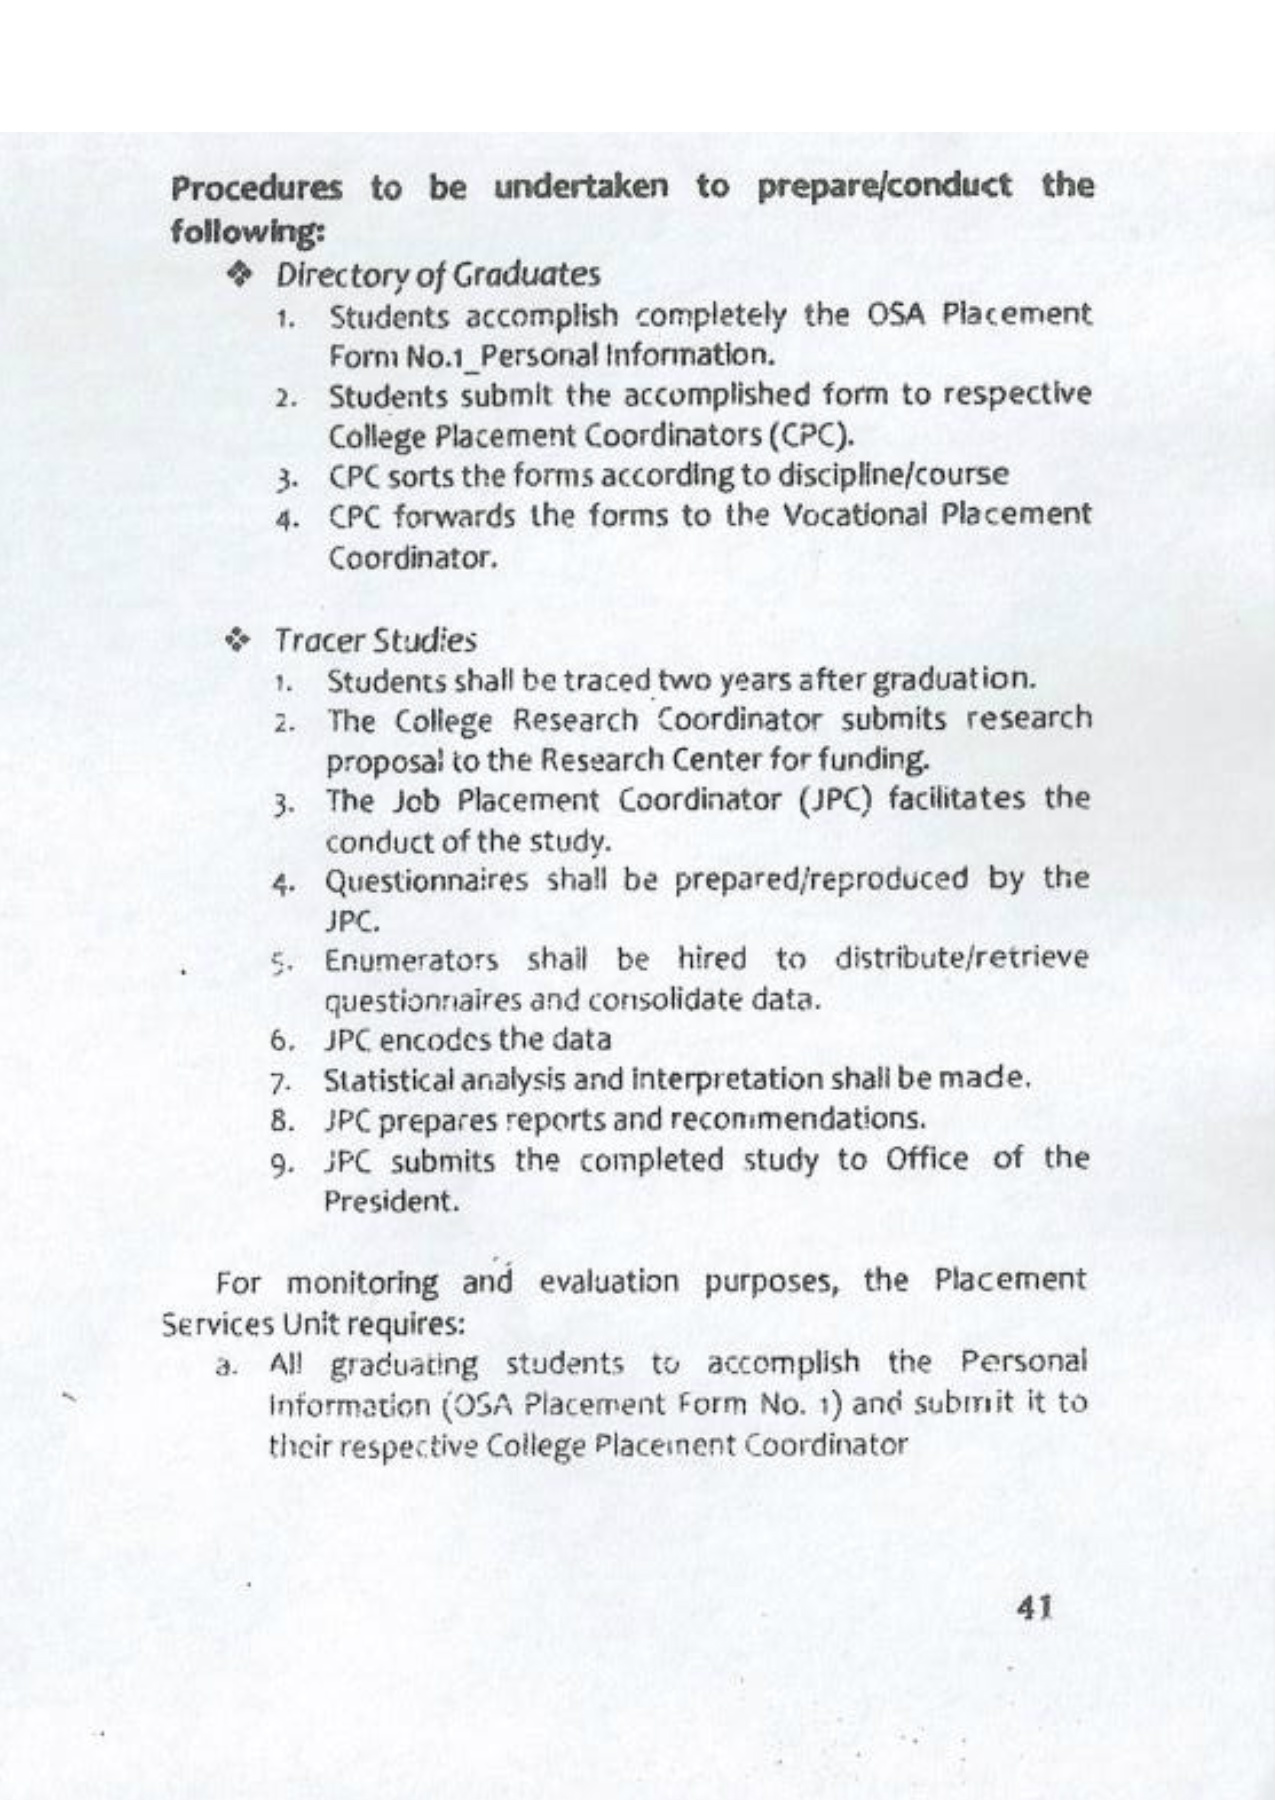 Procedures to be undertaken to prepare/conduct the
following:
❖ Directory of Graduates
1. Students accomplish completely the OSA Placement
Form No.1_Personal Information.
2. Students submit the accomplished form to respective
College Placement Coordinators (CPC).
3. CPC sorts the forms according to discipline/course
4. CPC forwards the forms to the Vocational Placement
Coordinator.
❖ Tracer Studies
1. Students shall be traced two years after graduation.
2. The College Research Coordinator submits research
proposal to the Research Center for funding.
3. The Job Placement Coordinator (JPC) facilitates the
conduct of the study.
4. Questionnaires shall be prepared/reproduced by the
JPC.
5. Enumerators shall be hired to distribute/retrieve
questionnaires and consolidate data.
6. JPC encodes the data
7. Statistical analysis and interpretation shall be made.
8. JPC prepares reports and recommendations.
9. JPC submits the completed study to Office of the
President.
For monitoring and evaluation purposes, the Placement
Services Unit requires:
a. All graduating students to accomplish the Personal
Information (OSA Placement Form No. 1) and submit it to
their respective College Placement Coordinator
41